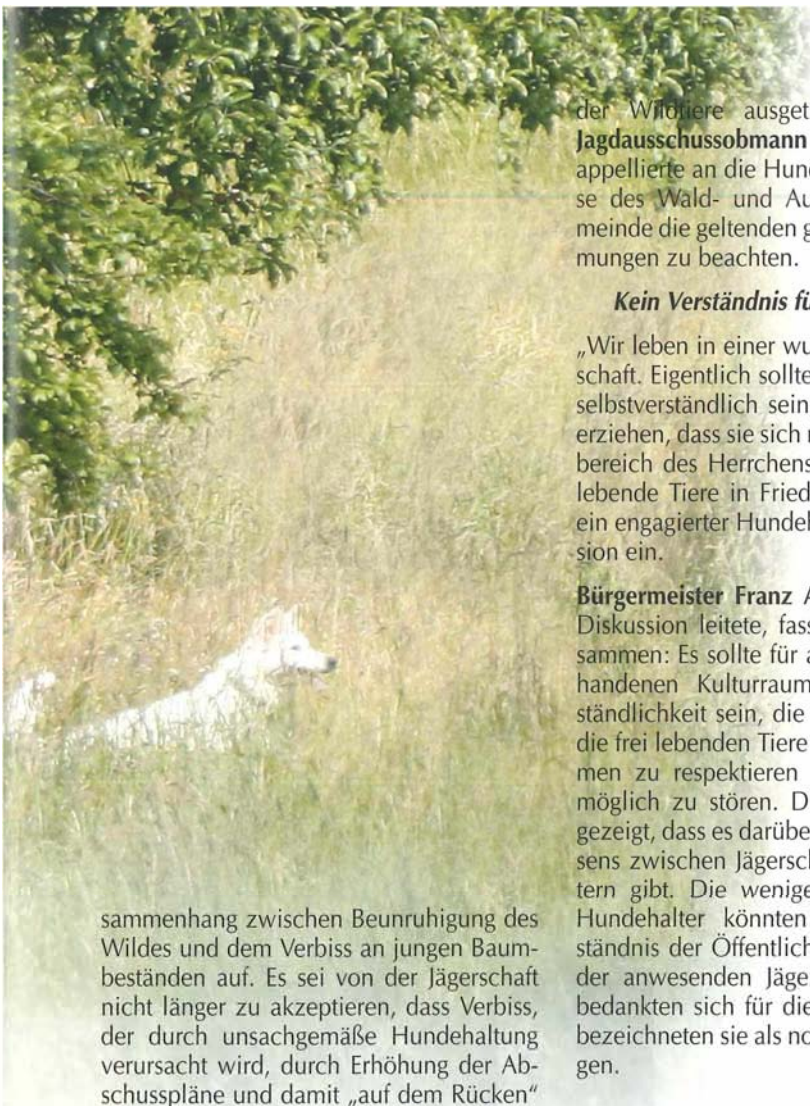 sammenhang zwischen Beunruhigung des
Wildes und dem Verbiss an jungen Baum-
beständen auf. Es sei von der Jägerschaft
nicht länger zu akzeptieren, dass Verbiss,
der durch unsachgemäße Hundehaltung
verursacht wird, durch Erhöhung der Ab-
schusspläne und damit „auf dem Rücken“
der Wildtiere ausget
Jagdausschussobmann
appellierte an die Hund
se des Wald- und Au
meinde die geltenden g
mungen zu beachten.
Kein Verständnis fü
„Wir leben in einer wu
schaft. Eigentlich sollte
selbstverständlich sein
erziehen, dass sie sich
bereich des Herrchens
lebende Tiere in Fried
ein engagierter Hundel
sion ein.
Bürgermeister Franz A
Diskussion leitete, fass
sammen: Es sollte für a
handenen Kulturraum
ständlichkeit sein, die
die frei lebenden Tiere
men zu respektieren
möglich zu stören. D
gezeigt, dass es darübe
sens zwischen Jägersch
tern gibt. Die wenige
Hundehalter könnten
ständnis der Öffentlich
der anwesenden Jäge
bedankten sich für die
bezeichneten sie als no
gen.